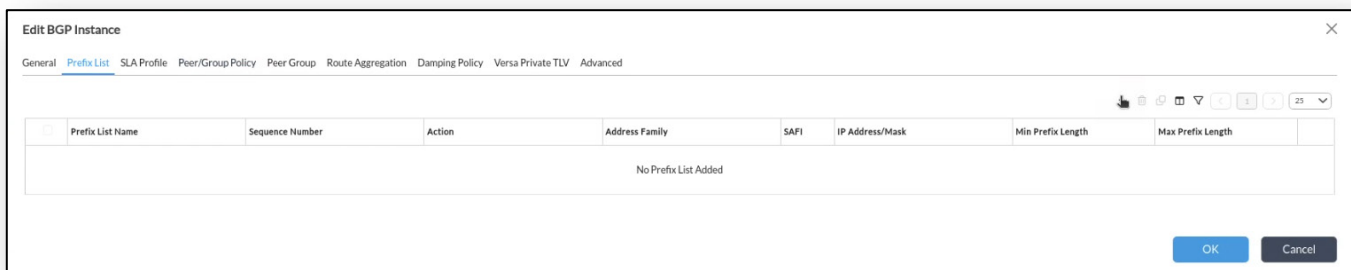 Edit BGP Instance
General Prefix List SLA Profile Peer/Group Policy Peer Group Route Aggregation Damping Policy Versa Private TLV Advanced
1 25
Prefix List Name Sequence Number Action Address Family SAFI IP Address/Mask Min Prefix Length Max Prefix Length
No Prefix List Added
OK Cancel